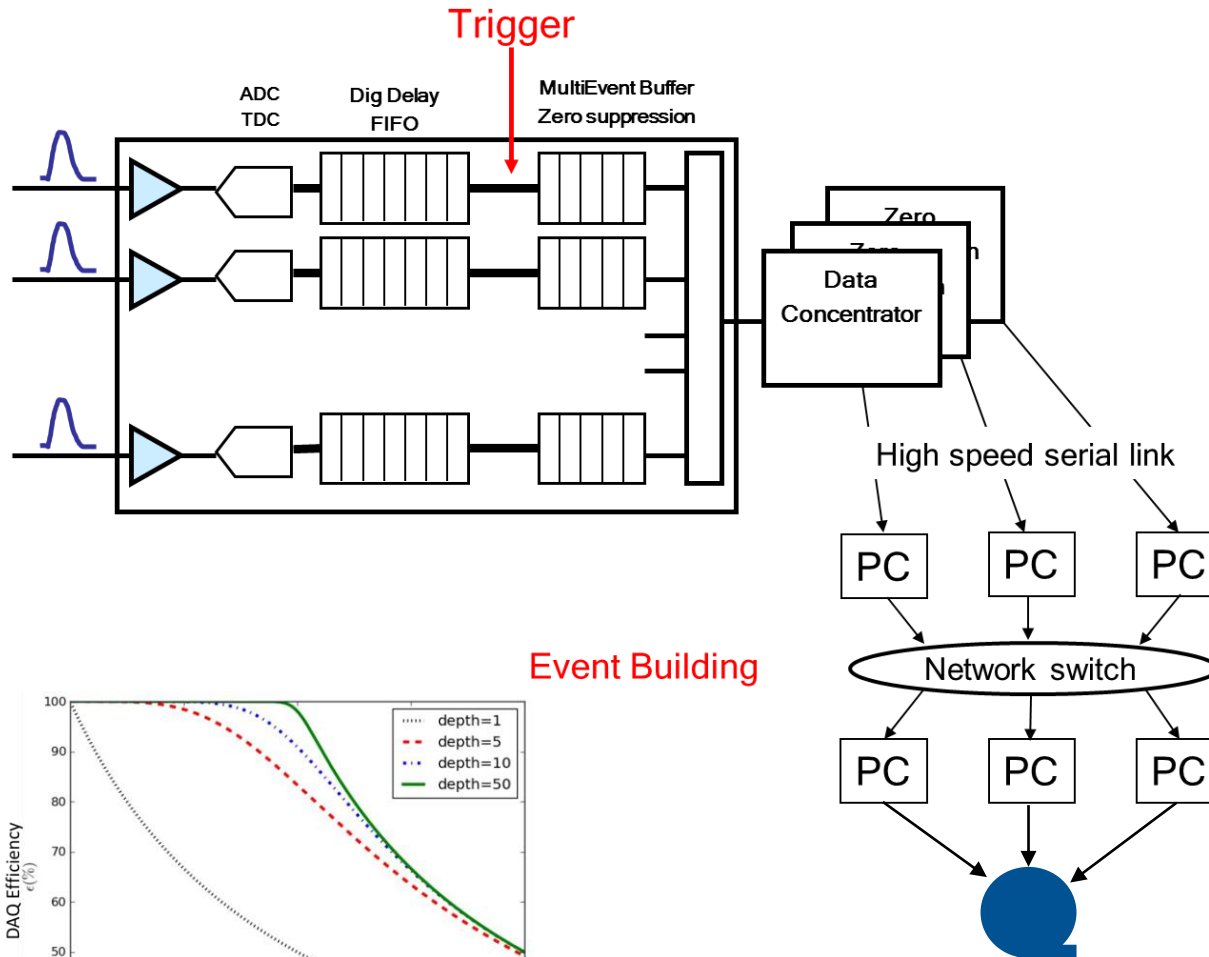 Trigger
ADC
TDC
Dig Delay
FIFO
MultiEvent Buffer
Zero suppression
Zero
Data
Concentrator
High speed serial link
PC
PC
PC
Event Building
Network switch
PC
PC
PC
100
90
80
70
60
50
DAQ Efficiency
ϵ(%)
depth=1
depth=5
depth=10
depth=50